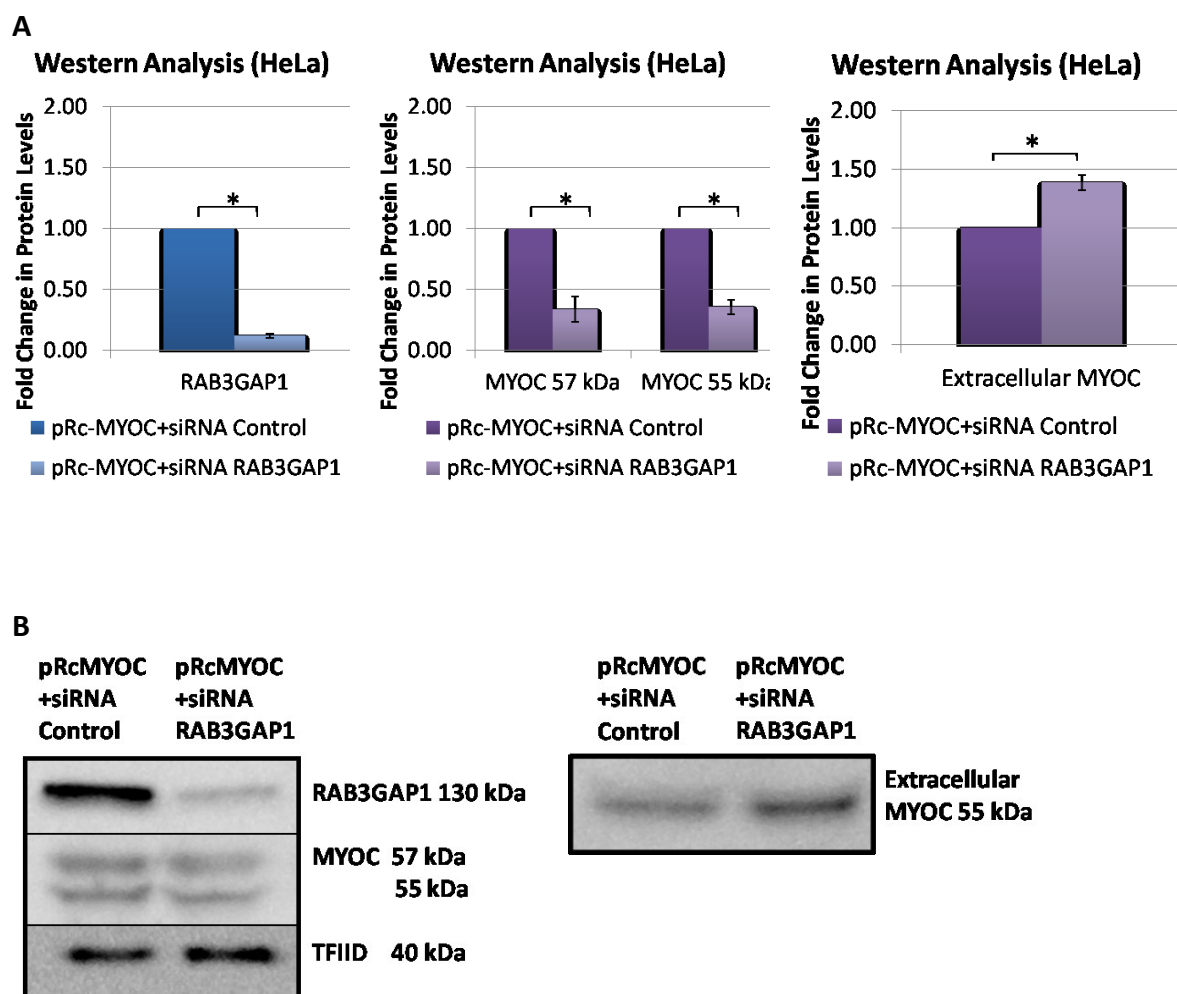 A
Western Analysis (HeLa)
Fold Change in Protein Levels
2.00
1.50
1.00
0.50
0.00
*
RAB3GAP1
pRc-MYOC+siRNA Control
pRc-MYOC+siRNA RAB3GAP1
Western Analysis (HeLa)
Fold Change in Protein Levels
2.00
1.50
1.00
0.50
0.00
*
*
MYOC 57 kDa
MYOC 55 kDa
pRc-MYOC+siRNA Control
pRc-MYOC+siRNA RAB3GAP1
Western Analysis (HeLa)
Fold Change in Protein Levels
2.00
1.50
1.00
0.50
0.00
*
Extracellular MYOC
pRc-MYOC+siRNA Control
pRc-MYOC+siRNA RAB3GAP1
B
pRcMYOC
+siRNA
Control
pRcMYOC
+siRNA
RAB3GAP1
RAB3GAP1 130 kDa
MYOC 57 kDa
55 kDa
TFIID 40 kDa
pRcMYOC
+siRNA
Control
pRcMYOC
+siRNA
RAB3GAP1
Extracellular
MYOC 55 kDa